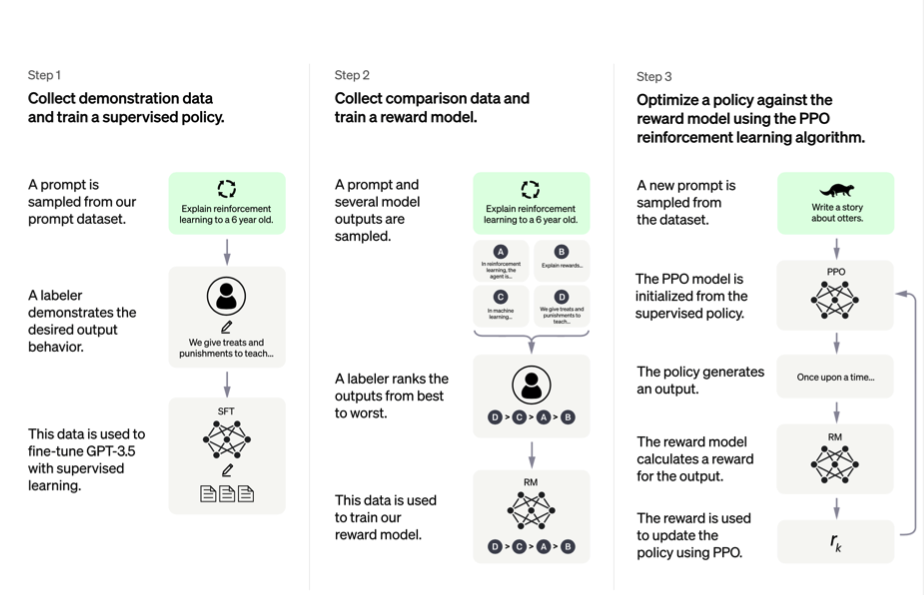 Step 1
Collect demonstration data
and train a supervised policy.
A prompt is
sampled from our
prompt dataset.
Explain reinforcement
learning to a 6 year old.
A labeler
demonstrates the
desired output
behavior.
We give treats and
punishments to teach...
This data is used to
fine-tune GPT-3.5
with supervised
learning.
SFT
Step 2
Collect comparison data and
train a reward model.
A prompt and
several model
outputs are
sampled.
Explain reinforcement
learning to a 6 year old.
A
In reinforcement
learning, the
agent is...
B
Explain rewards...
C
In machine
learning...
D
We give treats and
punishments to
teach...
A labeler ranks the
outputs from best
to worst.
D > C > A > B
This data is used
to train our
reward model.
RM
D > C > A > B
Step 3
Optimize a policy against the
reward model using the PPO
reinforcement learning algorithm.
A new prompt is
sampled from
the dataset.
Write a story
about otters.
The PPO model is
initialized from the
supervised policy.
PPO
The policy generates
an output.
Once upon a time...
The reward model
calculates a reward
for the output.
RM
The reward is used
to update the
policy using PPO.
rk